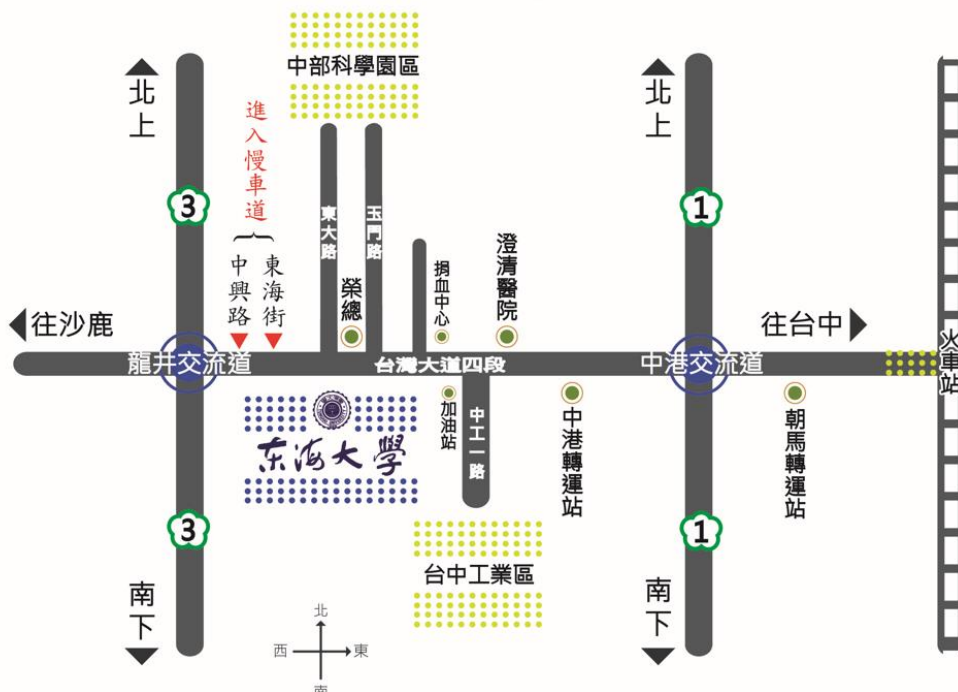 中部科學園區
北上
北上
進入慢車道
3
1
東大路
玉門路
中興路
東海街
榮總
捐血中心
澄清醫院
往沙鹿
往台中
火車站
龍井交流道
台灣大道四段
中港交流道
東海大學
加油站
中工一路
中港轉運站
朝馬轉運站
3
1
台中工業區
南下
南下
北
西
東
南